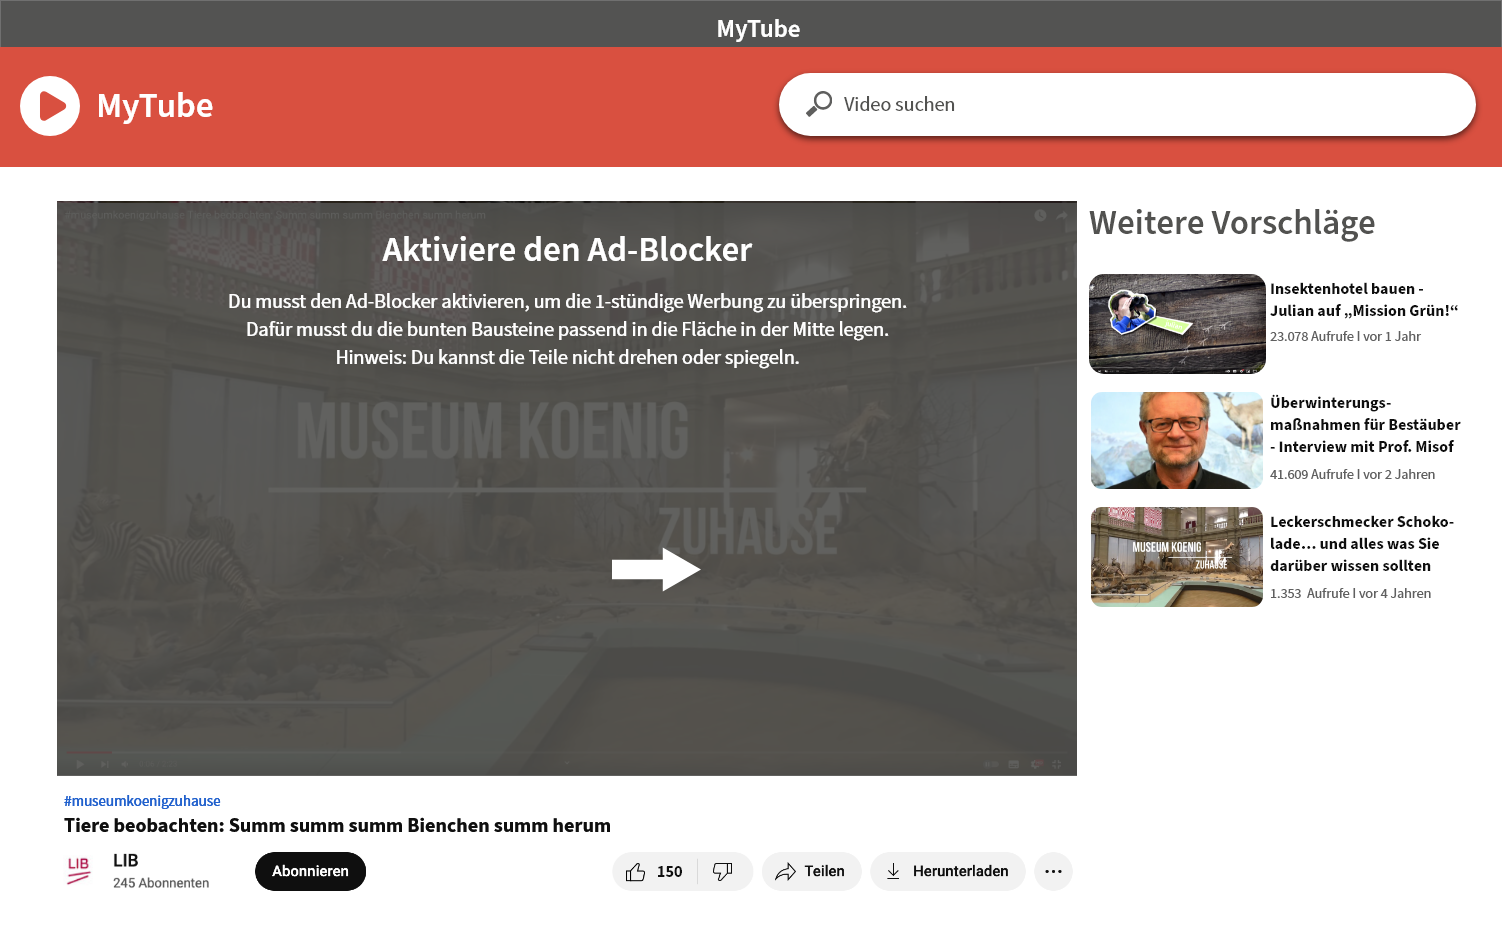 MyTube
MyTube
Video suchen
#museumkoenigzuhause Tiere beobachten: Summ summ summ Bienchen summ herum
Aktiviere den Ad-Blocker
Du musst den Ad-Blocker aktivieren, um die 1-stündige Werbung zu überspringen.
Dafür musst du die bunten Bausteine passend in die Fläche in der Mitte legen.
Hinweis: Du kannst die Teile nicht drehen oder spiegeln.
MUSEUM KOENIG
ZUHAUSE
#museumkoenigzuhause
Tiere beobachten: Summ summ summ Bienchen summ herum
LIB
LIB
245 Abonnenten
Abonnieren
150
Teilen
Herunterladen
Weitere Vorschläge
Insektenhotel bauen -
Julian auf „Mission Grün!“
23.078 Aufrufe I vor 1 Jahr
Überwinterungs-
maßnahmen für Bestäuber
- Interview mit Prof. Misof
41.609 Aufrufe I vor 2 Jahren
MUSEUM KOENIG
ZUHAUSE
Leckerschmecker Schoko-
lade... und alles was Sie
darüber wissen sollten
1.353 Aufrufe I vor 4 Jahren